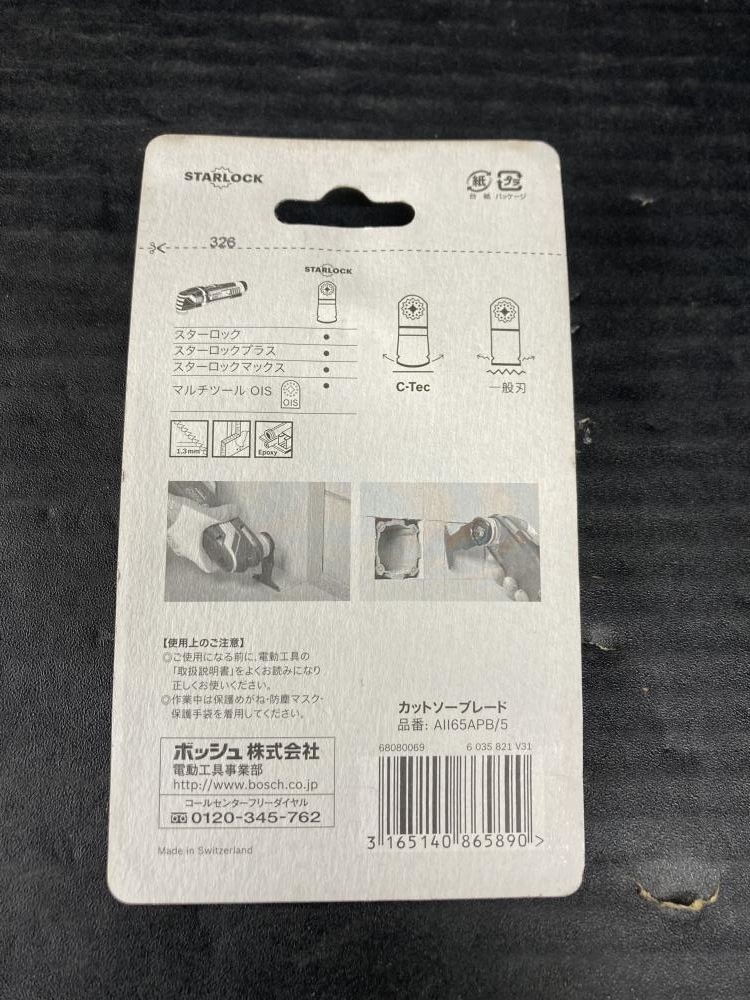 STARLOCK
紙
台紙
プラ
パッケージ
326
STARLOCK
スターロック
スターロックプラス
スターロックマックス
マルチツール OIS
OIS
C-Tec
一般刃
1,3mm
Epoxy
【使用上のご注意】
◎ご使用になる前に、電動工具の
「取扱説明書」をよくお読みになり
正しくお使いください。
◎作業中は保護めがね・防塵マスク・
保護手袋を着用してください。
ボッシュ株式会社
電動工具事業部
http://www.bosch.co.jp
コールセンターフリーダイヤル
0120-345-762
Made in Switzerland
カットソーブレード
品番: AII65APB/5
68080069 6 035 821 V31
3 165140 865890 >